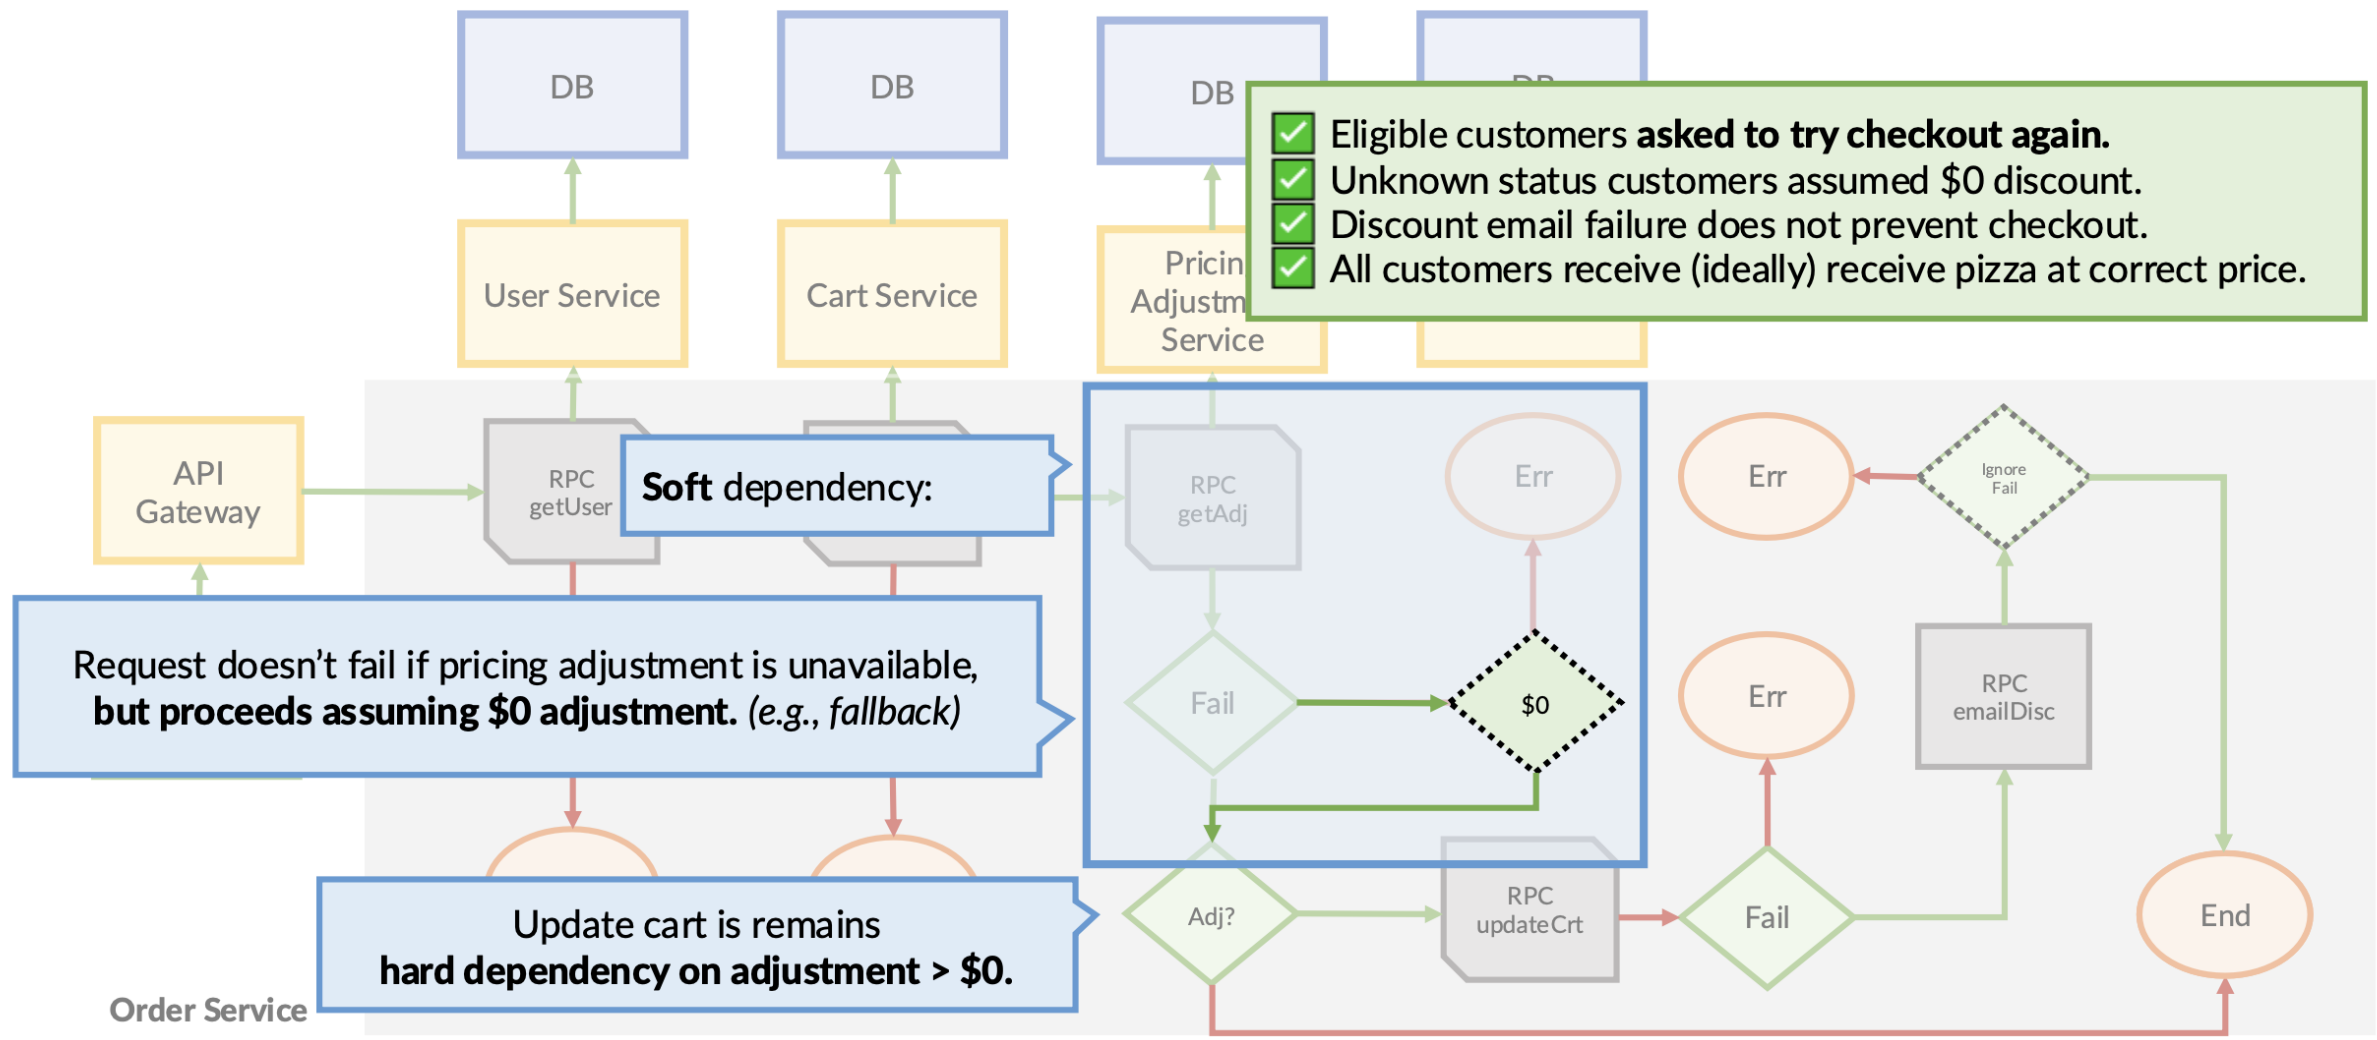 DB
DB
DB
DB
✅ Eligible customers asked to try checkout again.
✅ Unknown status customers assumed $0 discount.
✅ Discount email failure does not prevent checkout.
✅ All customers receive (ideally) receive pizza at correct price.
User Service
Cart Service
Service
API
Gateway
RPC
getUser
Soft dependency:
RPC
getAdj
Err
Err
Ignore
Fail
Request doesn't fail if pricing adjustment is unavailable,
but proceeds assuming $0 adjustment. (e.g., fallback)
Fail
$0
Err
RPC
emailDisc
Update cart is remains
hard dependency on adjustment > $0.
Adj?
RPC
updateCrt
Fail
End
Order Service